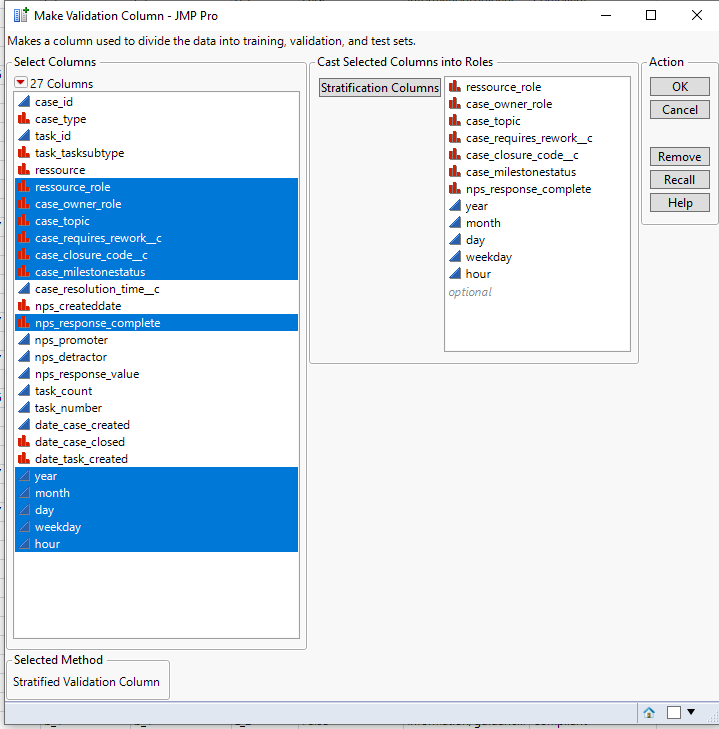 Make Validation Column - JMP Pro
Makes a column used to divide the data into training, validation, and test sets.
Select Columns
27 Columns
case_id
case_type
task_id
task_tasksubtype
ressource
ressource_role
case_owner_role
case_topic
case_requires_rework__c
case_closure_code__c
case_milestonestatus
case_resolution_time__c
nps_createddate
nps_response_complete
nps_promoter
nps_detractor
nps_response_value
task_count
task_number
date_case_created
date_case_closed
date_task_created
year
month
day
weekday
hour
Cast Selected Columns into Roles
Stratification Columns
ressource_role
case_owner_role
case_topic
case_requires_rework__c
case_closure_code__c
case_milestonestatus
nps_response_complete
year
month
day
weekday
hour
optional
Action
OK
Cancel
Remove
Recall
Help
Selected Method
Stratified Validation Column